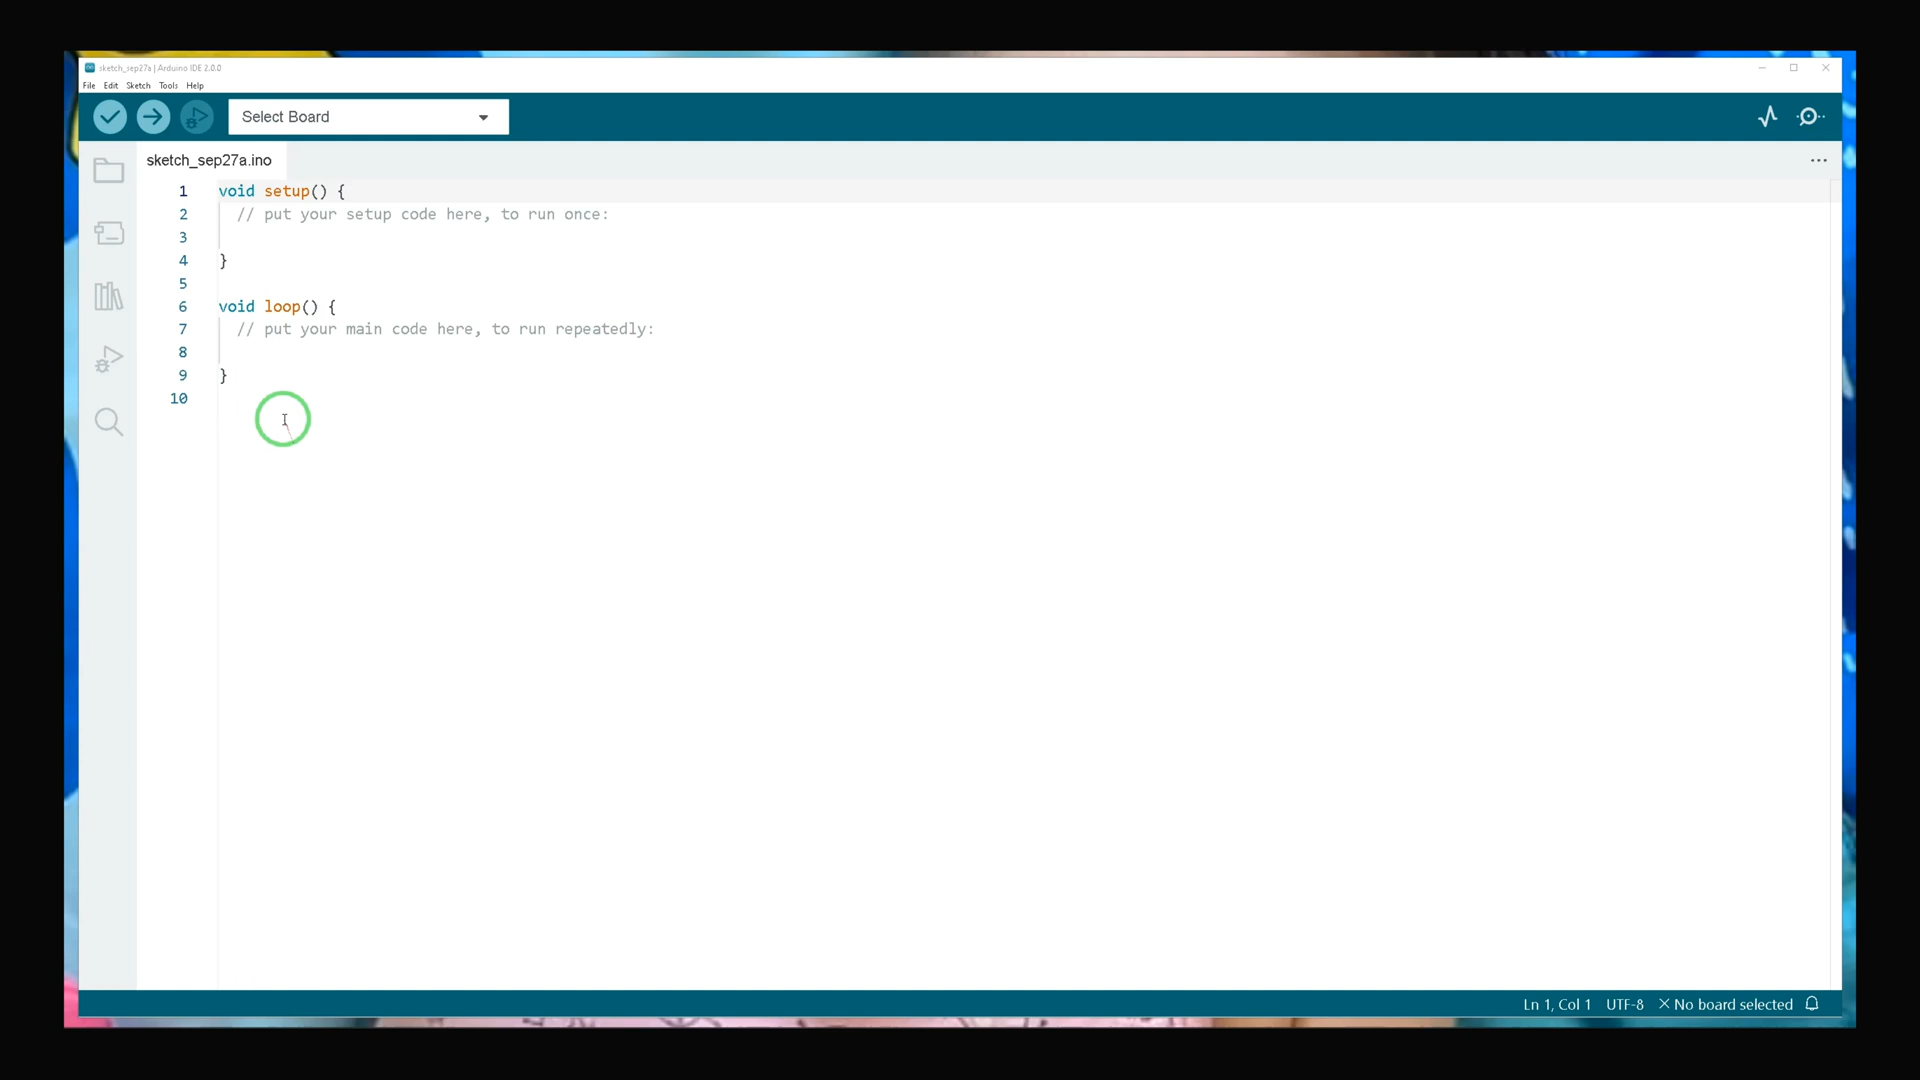 sketch_sep27a | Arduino IDE 2.0.0
File Edit Sketch Tools Help
Select Board
sketch_sep27a.ino
1 void setup() {
2 // put your setup code here, to run once:
3
4 }
5
6 void loop() {
7 // put your main code here, to run repeatedly:
8
9 }
10
Ln 1, Col 1 UTF-8 No board selected